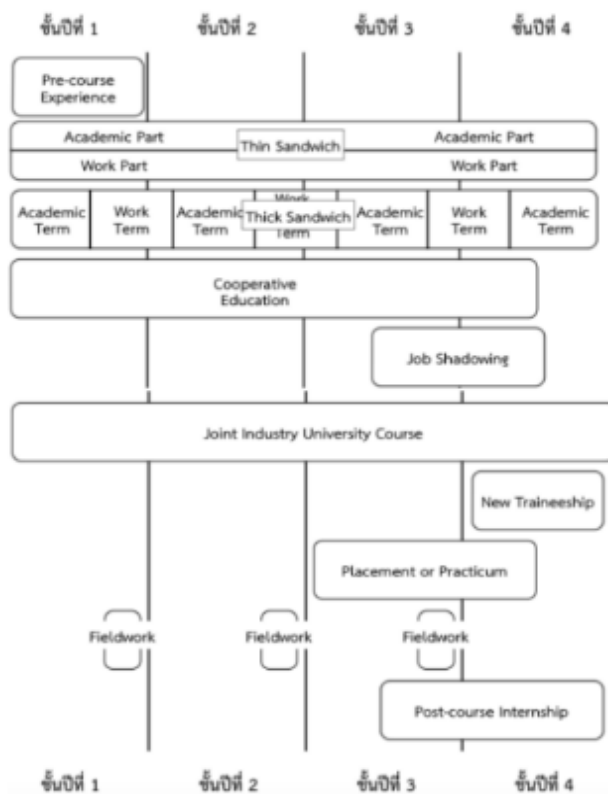 ชั้นปีที่ 1 ชั้นปีที่ 2 ชั้นปีที่ 3 ชั้นปีที่ 4
Pre-course
Experience
Academic Part Academic Part
Thin Sandwich
Work Part Work Part
Academic Work Academic Work Academic Work Academic
Thick Sandwich
Term Term Term Term Term Term Term
Cooperative
Education
Job Shadowing
Joint Industry University Course
New Traineeship
Placement or Practicum
Fieldwork Fieldwork Fieldwork
Post-course Internship
ชั้นปีที่ 1 ชั้นปีที่ 2 ชั้นปีที่ 3 ชั้นปีที่ 4